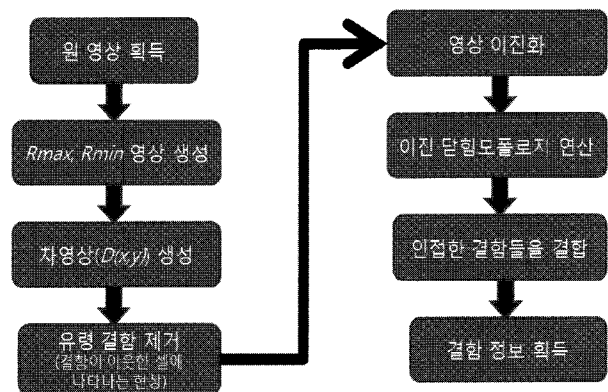 원 영상 획득
Rmax, Rmin 영상 생성
차영상(D(x,y)) 생성
유령 결함 제거
(결함이 이웃한 셀에
나타나는 현상)
영상 이진화
이진 닫힘모폴로지 연산
인접한 결함들을 결합
결함 정보 획득